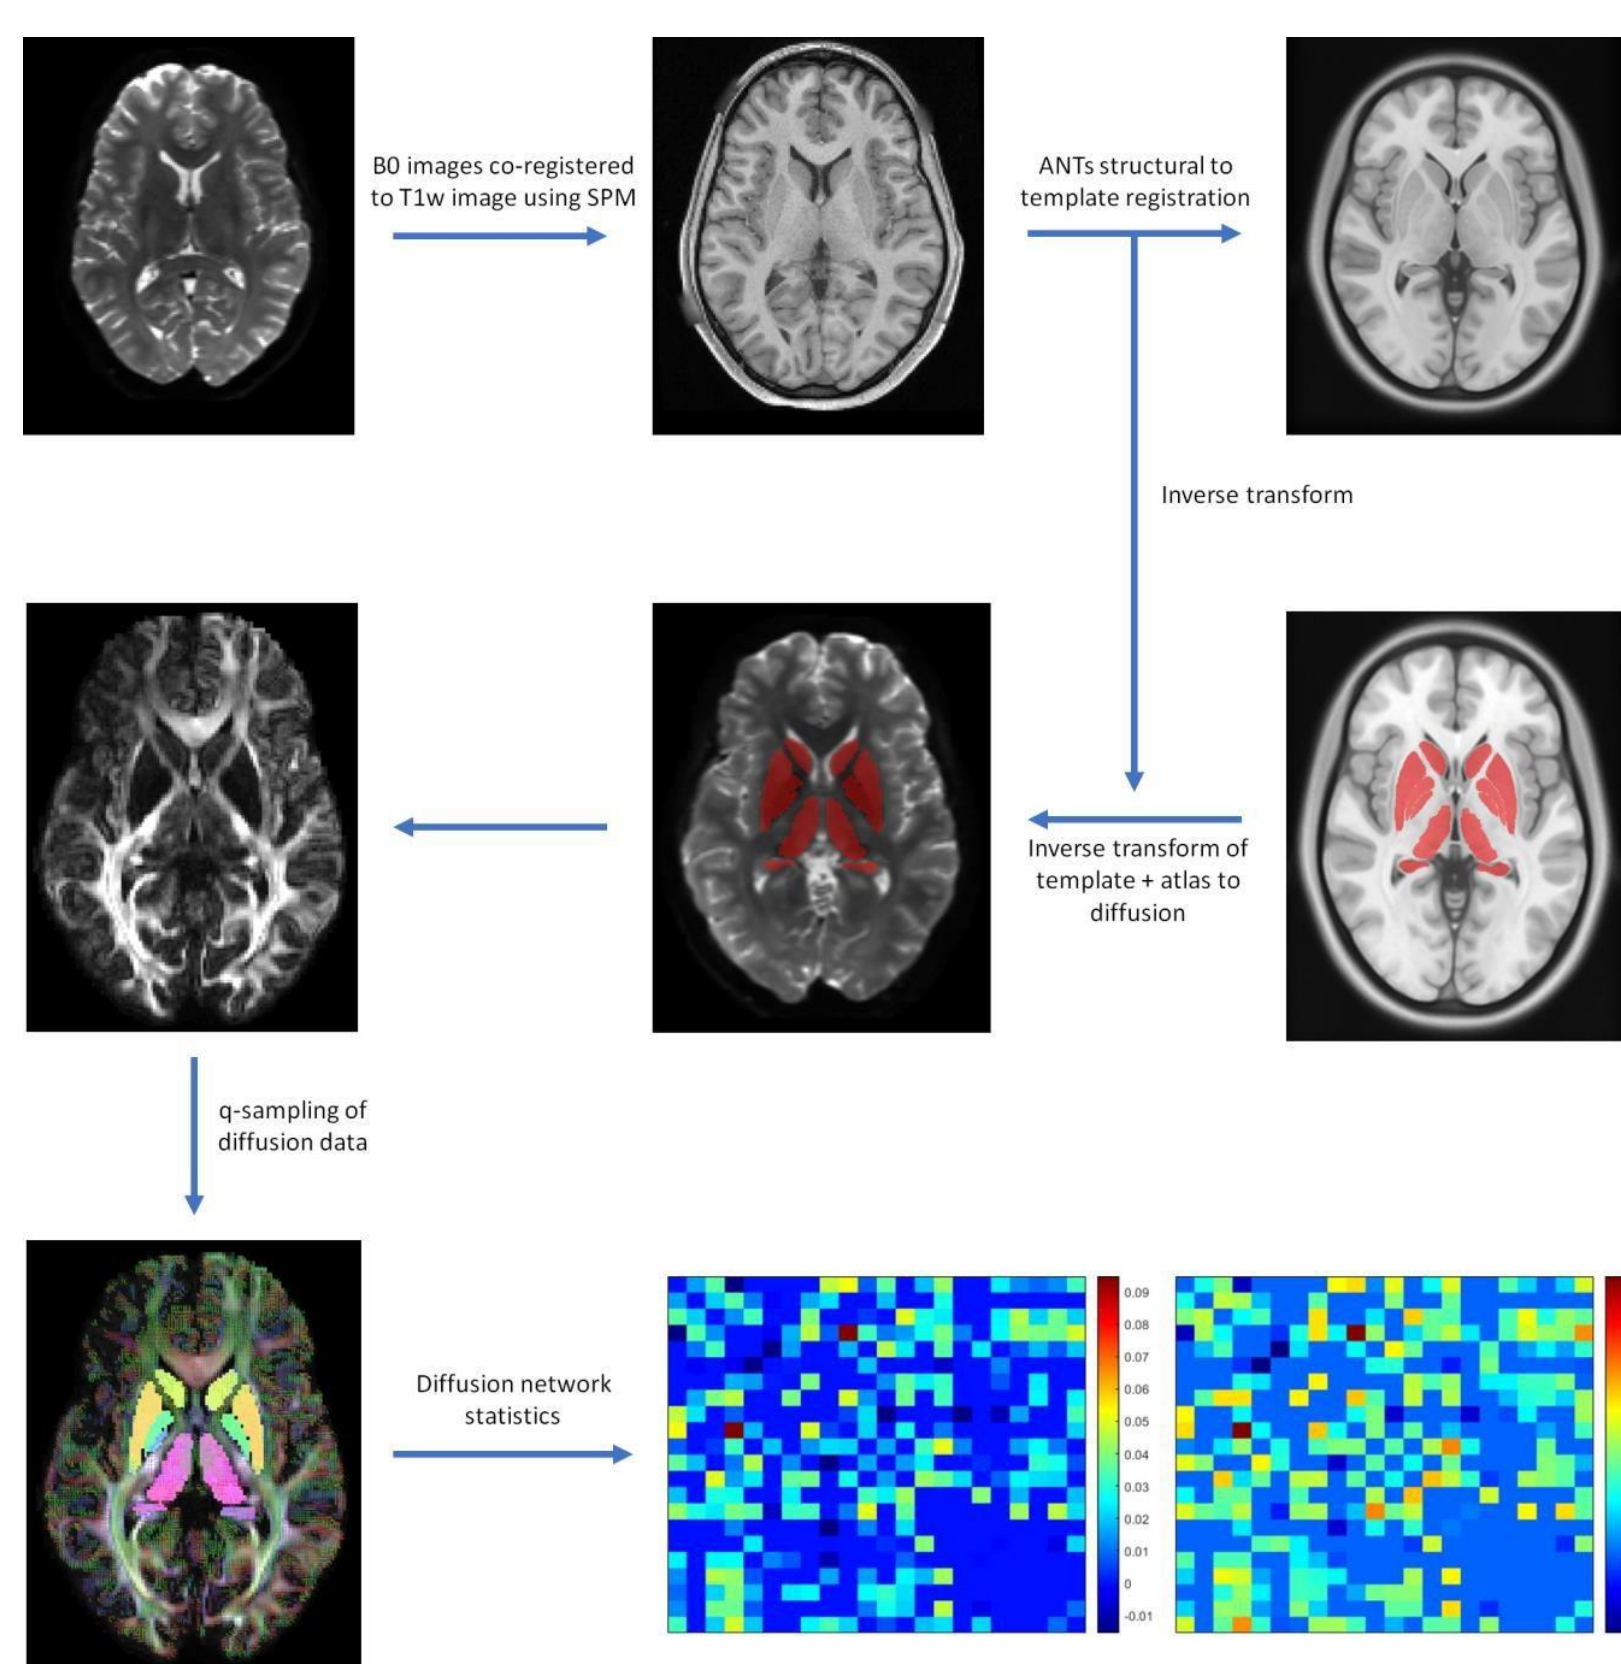 B0 images co-registered
to T1w image using SPM
ANTs structural to
template registration
Inverse transform
Inverse transform of
template + atlas to
diffusion
q-sampling of
diffusion data
Diffusion network
statistics
0.09
0.08
0.07
0.06
0.05
0.04
0.03
0.02
0.01
0
-0.01